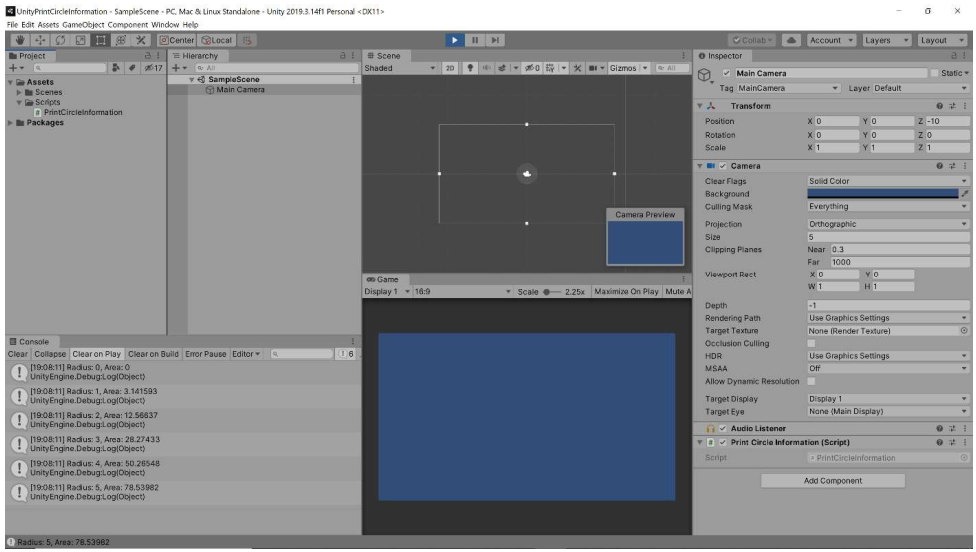 UnityPrintCircleInformation - SampleScene - PC, Mac & Linux Standalone - Unity 2019.3.14f1 Personal <DX11>
File Edit Assets GameObject Component Window Help
Center Local
Collab Account Layers Layout
Project
17
Assets
Scenes
Scripts
PrintCircleInformation
Packages
Hierarchy
All
SampleScene
Main Camera
Scene
Shaded 2D 0 Gizmos All
Camera Preview
Game
Display 1 16:9 Scale 2.25x Maximize On Play Mute A
Console
Clear Collapse Clear on Play Clear on Build Error Pause Editor 6
[19:08:11] Radius: 0, Area: 0
UnityEngine.Debug:Log(Object)
[19:08:11] Radius: 1, Area: 3.141593
UnityEngine.Debug:Log(Object)
[19:08:11] Radius: 2, Area: 12.56637
UnityEngine.Debug:Log(Object)
[19:08:11] Radius: 3, Area: 28.27433
UnityEngine.Debug:Log(Object)
[19:08:11] Radius: 4, Area: 50.26548
UnityEngine.Debug:Log(Object)
[19:08:11] Radius: 5, Area: 78.53982
UnityEngine.Debug:Log(Object)
Radius: 5, Area: 78.53982
Inspector
Main Camera Static
Tag MainCamera Layer Default
Transform
Position X 0 Y 0 Z -10
Rotation X 0 Y 0 Z 0
Scale X 1 Y 1 Z 1
Camera
Clear Flags Solid Color
Background
Culling Mask Everything
Projection Orthographic
Size 5
Clipping Planes Near 0.3
Far 1000
Viewport Rect X 0 Y 0
W 1 H 1
Depth -1
Rendering Path Use Graphics Settings
Target Texture None (Render Texture)
Occlusion Culling
HDR Use Graphics Settings
MSAA Off
Allow Dynamic Resolution
Target Display Display 1
Target Eye None (Main Display)
Audio Listener
Print Circle Information (Script)
Script PrintCircleInformation
Add Component